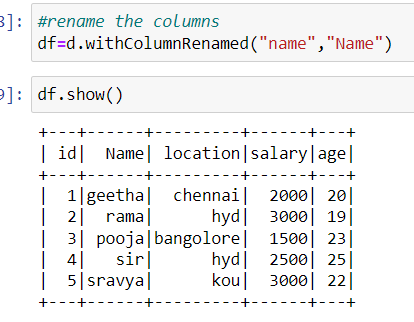 8]: #rename the columns
df=d.withColumnRenamed("name","Name")
9]: df.show()
+---+------+---------+------+---+
| id|  Name| location|salary|age|
+---+------+---------+------+---+
|  1|geetha|  chennai|  2000| 20|
|  2|  rama|      hyd|  3000| 19|
|  3| pooja|bangolore|  1500| 23|
|  4|   sir|      hyd|  2500| 25|
|  5|sravya|      kou|  3000| 22|
+---+------+---------+------+---+